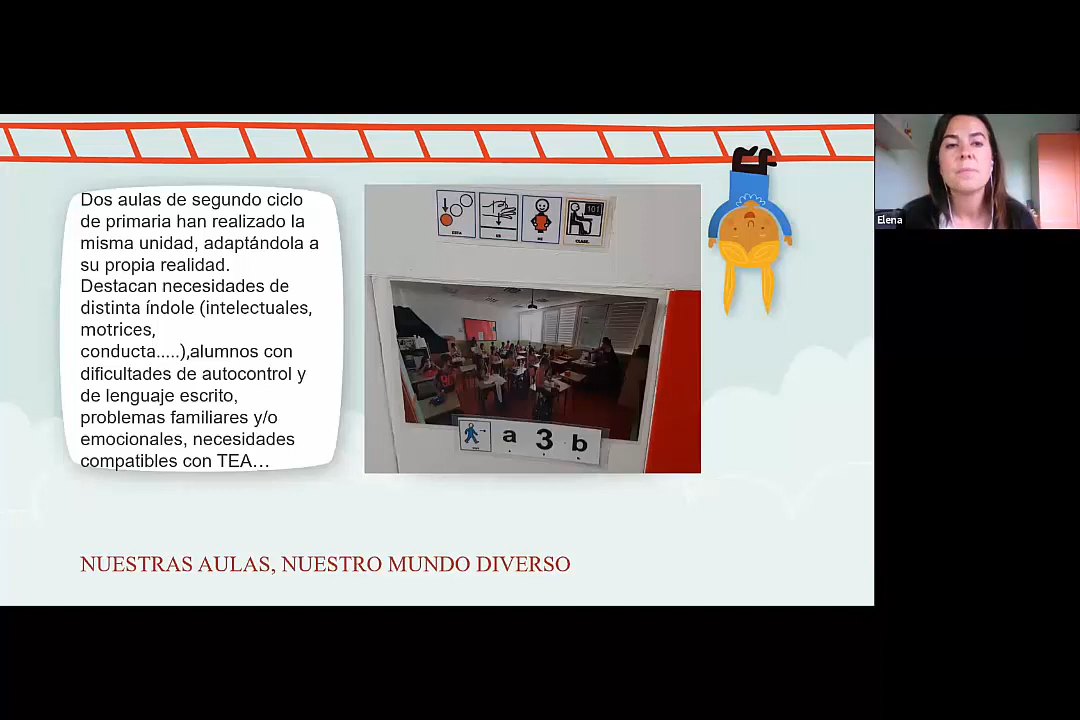 Dos aulas de segundo ciclo
de primaria han realizado la
misma unidad, adaptándola a
su propia realidad.
Destacan necesidades de
distinta índole (intelectuales,
motrices,
conducta.....),alumnos con
dificultades de autocontrol y
de lenguaje escrito,
problemas familiares y/o
emocionales, necesidades
compatibles con TEA…
101
ESTA
ES
MI
CLASE.
a 3 b
NUESTRAS AULAS, NUESTRO MUNDO DIVERSO
Elena